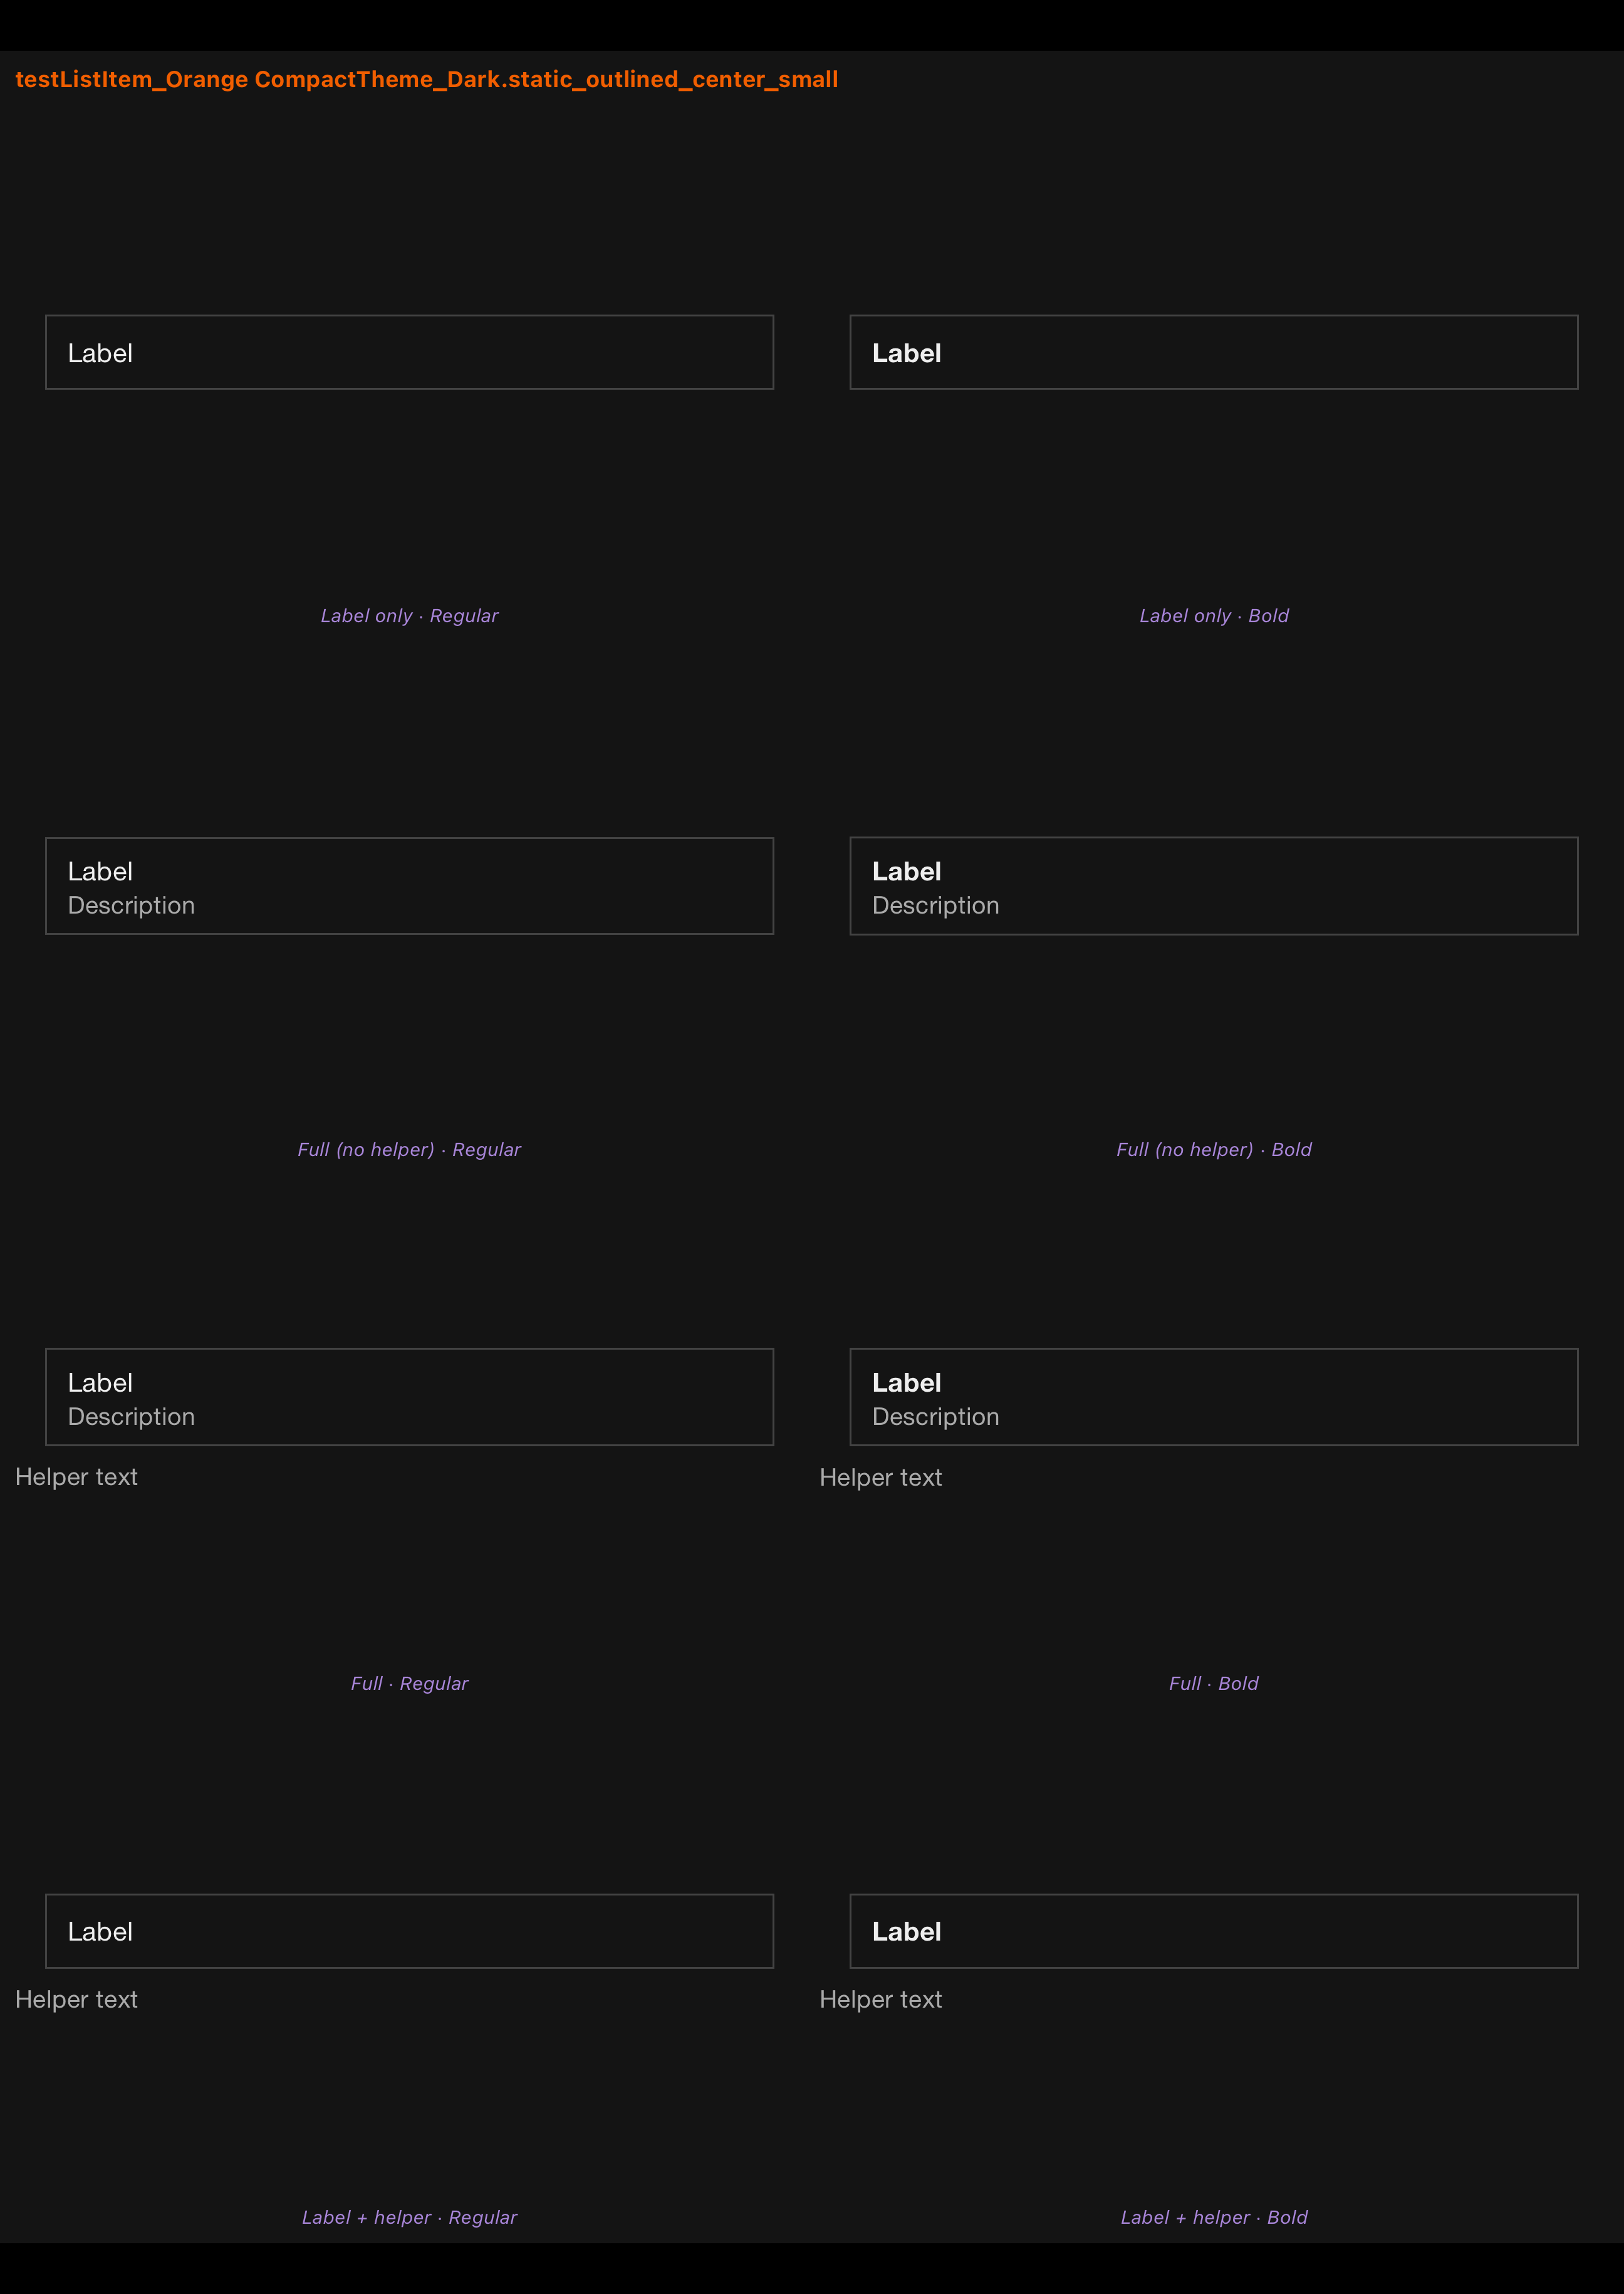 testListItem_Orange CompactTheme_Dark.static_outlined_center_small
Label
Label
Label only · Regular
Label only · Bold
Label
Description
Label
Description
Full (no helper) · Regular
Full (no helper) · Bold
Label
Description
Helper text
Label
Description
Helper text
Full · Regular
Full · Bold
Label
Helper text
Label
Helper text
Label + helper · Regular
Label + helper · Bold